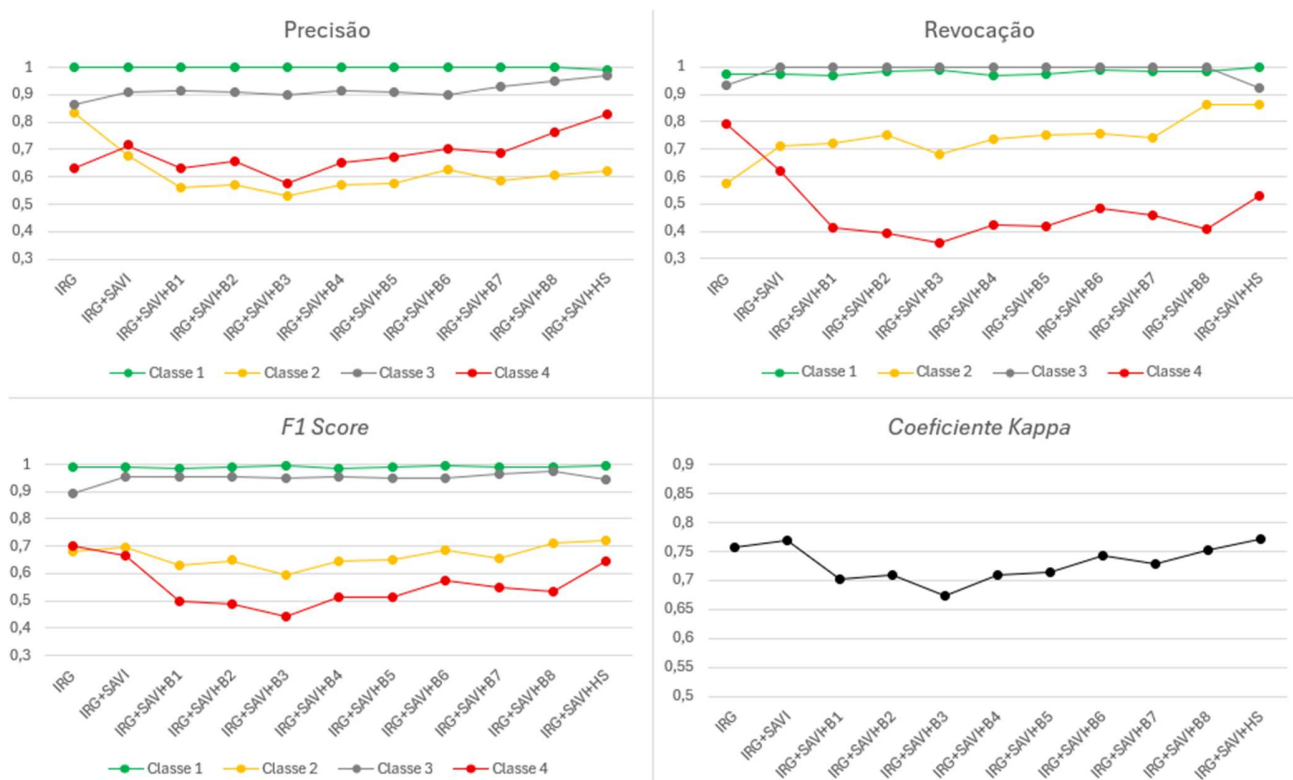 Precisão
1
0,9
0,8
0,7
0,6
0,5
0,4
0,3
IRG
IRG+SAVI
IRG+SAVI+B1
IRG+SAVI+B2
IRG+SAVI+B3
IRG+SAVI+B4
IRG+SAVI+B5
IRG+SAVI+B6
IRG+SAVI+B7
IRG+SAVI+B8
IRG+SAVI+HS
Classe 1 Classe 2 Classe 3 Classe 4
Revocação
1
0,9
0,8
0,7
0,6
0,5
0,4
0,3
IRG
IRG+SAVI
IRG+SAVI+B1
IRG+SAVI+B2
IRG+SAVI+B3
IRG+SAVI+B4
IRG+SAVI+B5
IRG+SAVI+B6
IRG+SAVI+B7
IRG+SAVI+B8
IRG+SAVI+HS
Classe 1 Classe 2 Classe 3 Classe 4
F1 Score
1
0,9
0,8
0,7
0,6
0,5
0,4
0,3
IRG
IRG+SAVI
IRG+SAVI+B1
IRG+SAVI+B2
IRG+SAVI+B3
IRG+SAVI+B4
IRG+SAVI+B5
IRG+SAVI+B6
IRG+SAVI+B7
IRG+SAVI+B8
IRG+SAVI+HS
Classe 1 Classe 2 Classe 3 Classe 4
Coeficiente Kappa
0,9
0,85
0,8
0,75
0,7
0,65
0,6
0,55
0,5
IRG
IRG+SAVI
IRG+SAVI+B1
IRG+SAVI+B2
IRG+SAVI+B3
IRG+SAVI+B4
IRG+SAVI+B5
IRG+SAVI+B6
IRG+SAVI+B7
IRG+SAVI+B8
IRG+SAVI+HS